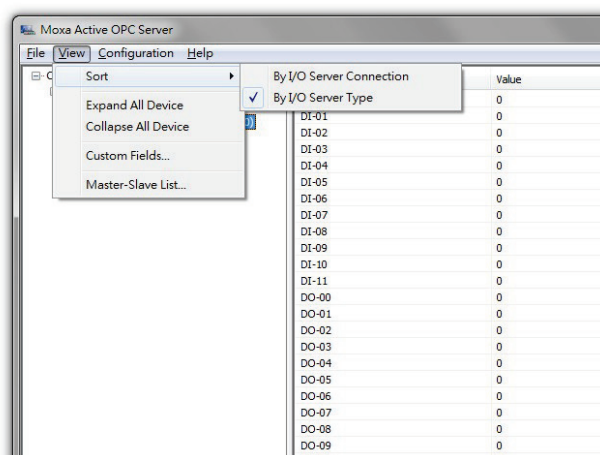 Moxa Active OPC Server
File View Configuration Help
Sort
Expand All Device
Collapse All Device
Custom Fields...
Master-Slave List...
By I/O Server Connection
By I/O Server Type
Value
0
DI-01 0
DI-02 0
DI-03 0
DI-04 0
DI-05 0
DI-06 0
DI-07 0
DI-08 0
DI-09 0
DI-10 0
DI-11 0
DO-00 0
DO-01 0
DO-02 0
DO-03 0
DO-04 0
DO-05 0
DO-06 0
DO-07 0
DO-08 0
DO-09 0